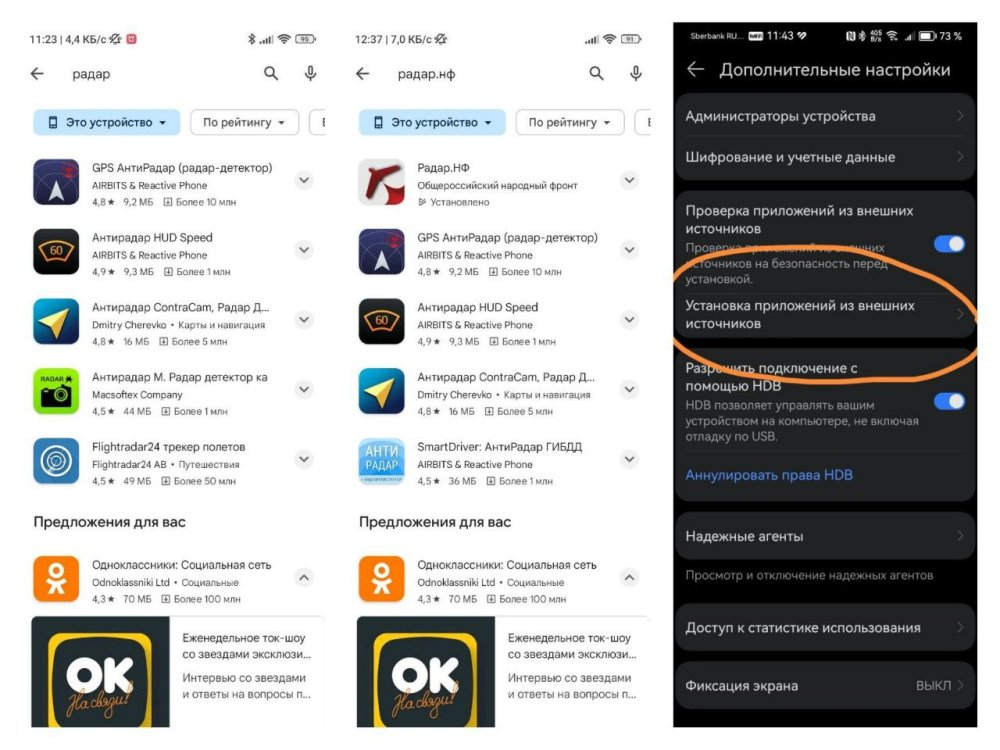 11:23 | 4,4 КБ/с
95
радар
Это устройство
По рейтингу
GPS АнтиРадар (радар-детектор)
AIRBITS & Reactive Phone
4,8★ 9,2 МБ Более 10 млн
60
Антирадар HUD Speed
AIRBITS & Reactive Phone
4,9★ 9,3 МБ Более 1 млн
Антирадар ContraCam, Радар Д...
Dmitry Cherevko • Карты и навигация
4,8★ 16 МБ Более 5 млн
RADAR
Антирадар М. Радар детектор ка
Macsoftex Company
4,5★ 44 МБ Более 1 млн
Flightradar24 трекер полетов
Flightradar24 AB • Путешествия
4,5★ 49 МБ Более 50 млн
Предложения для вас
Одноклассники: Социальная сеть
Odnoklassniki Ltd • Социальные
4,3★ 70 МБ Более 100 млн
ОК
На связи!
Еженедельное ток-шоу
со звездами эксклюзи...
Интервью со звездами
и ответы на вопросы п...
12:37 | 7,0 КБ/с
91
радар.нф
Это устройство
По рейтингу
Радар.НФ
Общероссийский народный фронт
Установлено
GPS АнтиРадар (радар-детектор)
AIRBITS & Reactive Phone
4,8★ 9,2 МБ Более 10 млн
60
Антирадар HUD Speed
AIRBITS & Reactive Phone
4,9★ 9,3 МБ Более 1 млн
Антирадар ContraCam, Радар Д...
Dmitry Cherevko • Карты и навигация
4,8★ 16 МБ Более 5 млн
АНТИ
РАДАР
SmartDriver: АнтиРадар ГИБДД
AIRBITS & Reactive Phone
4,5★ 36 МБ Более 1 млн
Предложения для вас
Одноклассники: Социальная сеть
Odnoklassniki Ltd • Социальные
4,3★ 70 МБ Более 100 млн
ОК
На связи!
Еженедельное ток-шоу
со звездами эксклюзи...
Интервью со звездами
и ответы на вопросы п...
Sberbank RU... 11:43 405 B/s 73 %
Дополнительные настройки
Администраторы устройства
Шифрование и учетные данные
Проверка приложений из внешних
источников
Проверка приложений из внешних
источников на безопасность перед
установкой.
Установка приложений из внешних
источников
Разрешить подключение с
помощью HDB
HDB позволяет управлять вашим
устройством на компьютере, не включая
отладку по USB.
Аннулировать права HDB
Надежные агенты
Просмотр и отключение надежных агентов
Доступ к статистике использования
Фиксация экрана ВЫКЛ